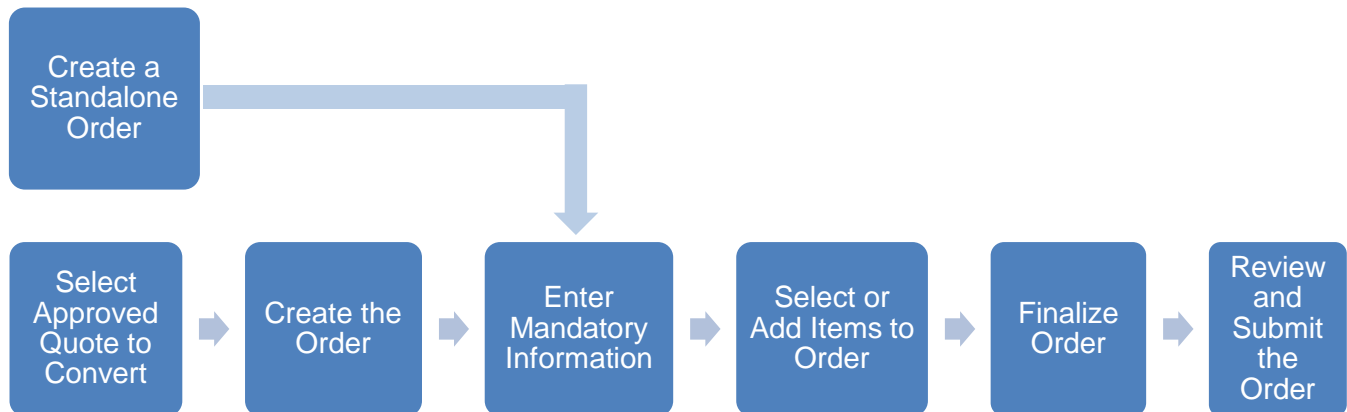 Create a
Standalone
Order
Select
Approved
Quote to
Convert
Create the
Order
Enter
Mandatory
Information
Select or
Add Items to
Order
Finalize
Order
Review
and
Submit
the
Order